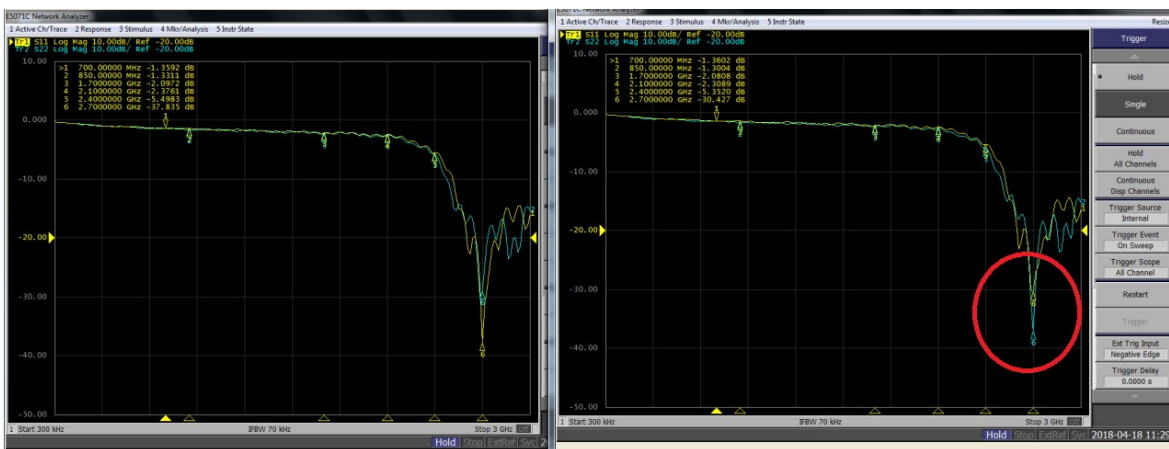 E5071C Network Analyzer
1 Active Ch/Trace 2 Response 3 Stimulus 4 Mkr/Analysis 5 Instr State
Tr1 S11 Log Mag 10.00dB/ Ref -20.00dB
Tr2 S22 Log Mag 10.00dB/ Ref -20.00dB
10.00
>1 700.00000 MHz -1.3592 dB
2 850.00000 MHz -1.3311 dB
3 1.7000000 GHz -2.0972 dB
4 2.1000000 GHz -2.3761 dB
5 2.4000000 GHz -5.4983 dB
6 2.7000000 GHz -37.835 dB
0.000
-10.00
-20.00
-30.00
-40.00
-50.00
1 Start 300 kHz IFBW 70 kHz Stop 3 GHz Off
Hold Stop ExtRef Svc 2
E5071C Network Analyzer
1 Active Ch/Trace 2 Response 3 Stimulus 4 Mkr/Analysis 5 Instr State Resiz
Tr1 S11 Log Mag 10.00dB/ Ref -20.00dB
Tr2 S22 Log Mag 10.00dB/ Ref -20.00dB
10.00
>1 700.00000 MHz -1.3602 dB
2 850.00000 MHz -1.3004 dB
3 1.7000000 GHz -2.0808 dB
4 2.1000000 GHz -2.3089 dB
5 2.4000000 GHz -5.3520 dB
6 2.7000000 GHz -30.427 dB
0.000
-10.00
-20.00
-30.00
-40.00
-50.00
1 Start 300 kHz IFBW 70 kHz Stop 3 GHz Off
Hold Stop ExtRef Svc 2018-04-18 11:29
Trigger
Hold
Single
Continuous
Hold
All Channels
Continuous
Disp Channels
Trigger Source
Internal
Trigger Event
On Sweep
Trigger Scope
All Channel
Restart
Trigger
Ext Trig Input
Negative Edge
Trigger Delay
0.0000 s